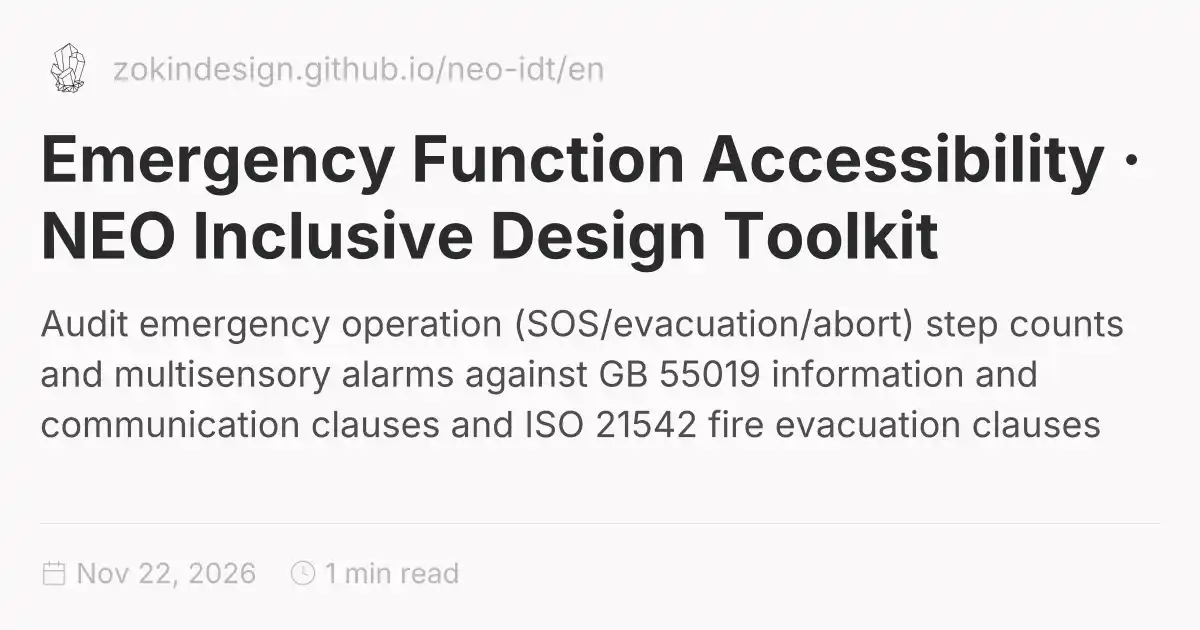 zokindesign.github.io/neo-idt/en
Emergency Function Accessibility ·
NEO Inclusive Design Toolkit
Audit emergency operation (SOS/evacuation/abort) step counts
and multisensory alarms against GB 55019 information and
communication clauses and ISO 21542 fire evacuation clauses
Nov 22, 2026 1 min read